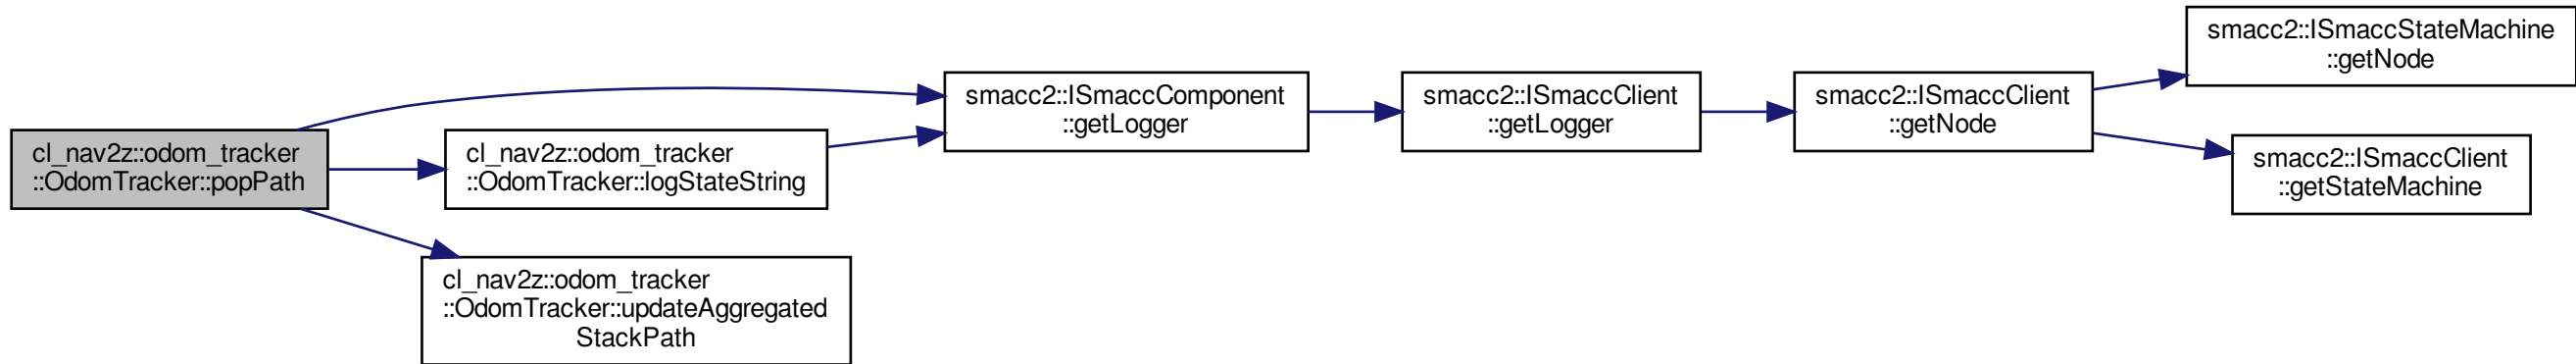 cl_nav2z::odom_tracker
::OdomTracker::popPath
cl_nav2z::odom_tracker
::OdomTracker::logStateString
cl_nav2z::odom_tracker
::OdomTracker::updateAggregated
StackPath
smacc2::ISmaccComponent
::getLogger
smacc2::ISmaccClient
::getLogger
smacc2::ISmaccClient
::getNode
smacc2::ISmaccStateMachine
::getNode
smacc2::ISmaccClient
::getStateMachine